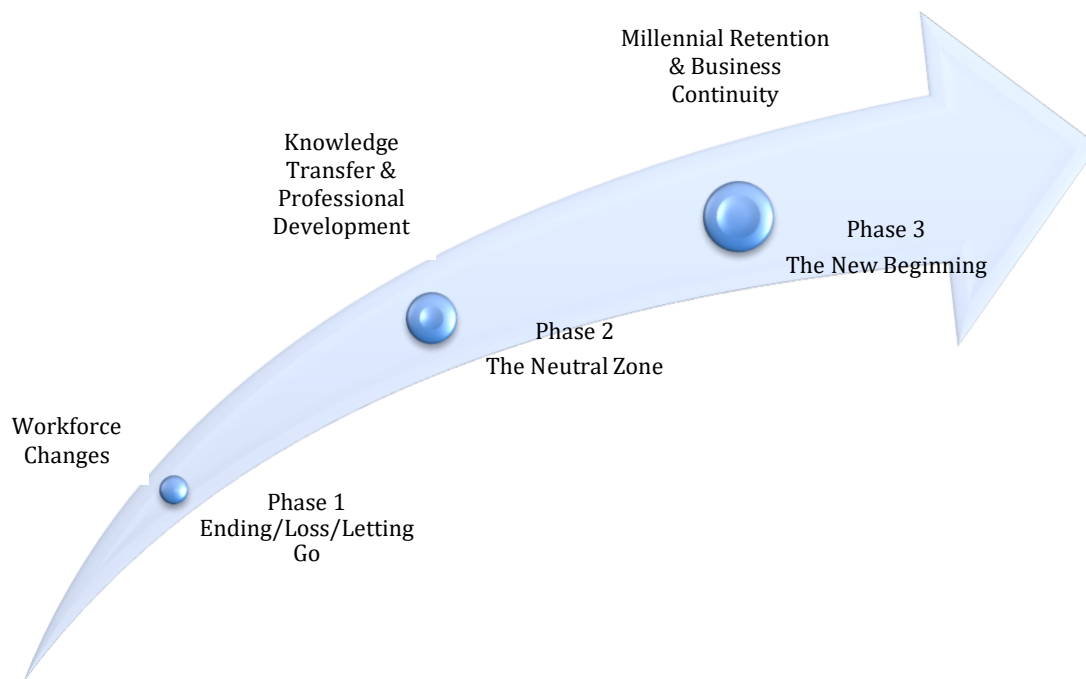 Millennial Retention
& Business
Continuity
Knowledge
Transfer &
Professional
Development
Phase 3
The New Beginning
Phase 2
The Neutral Zone
Workforce
Changes
Phase 1
Ending/Loss/Letting
Go